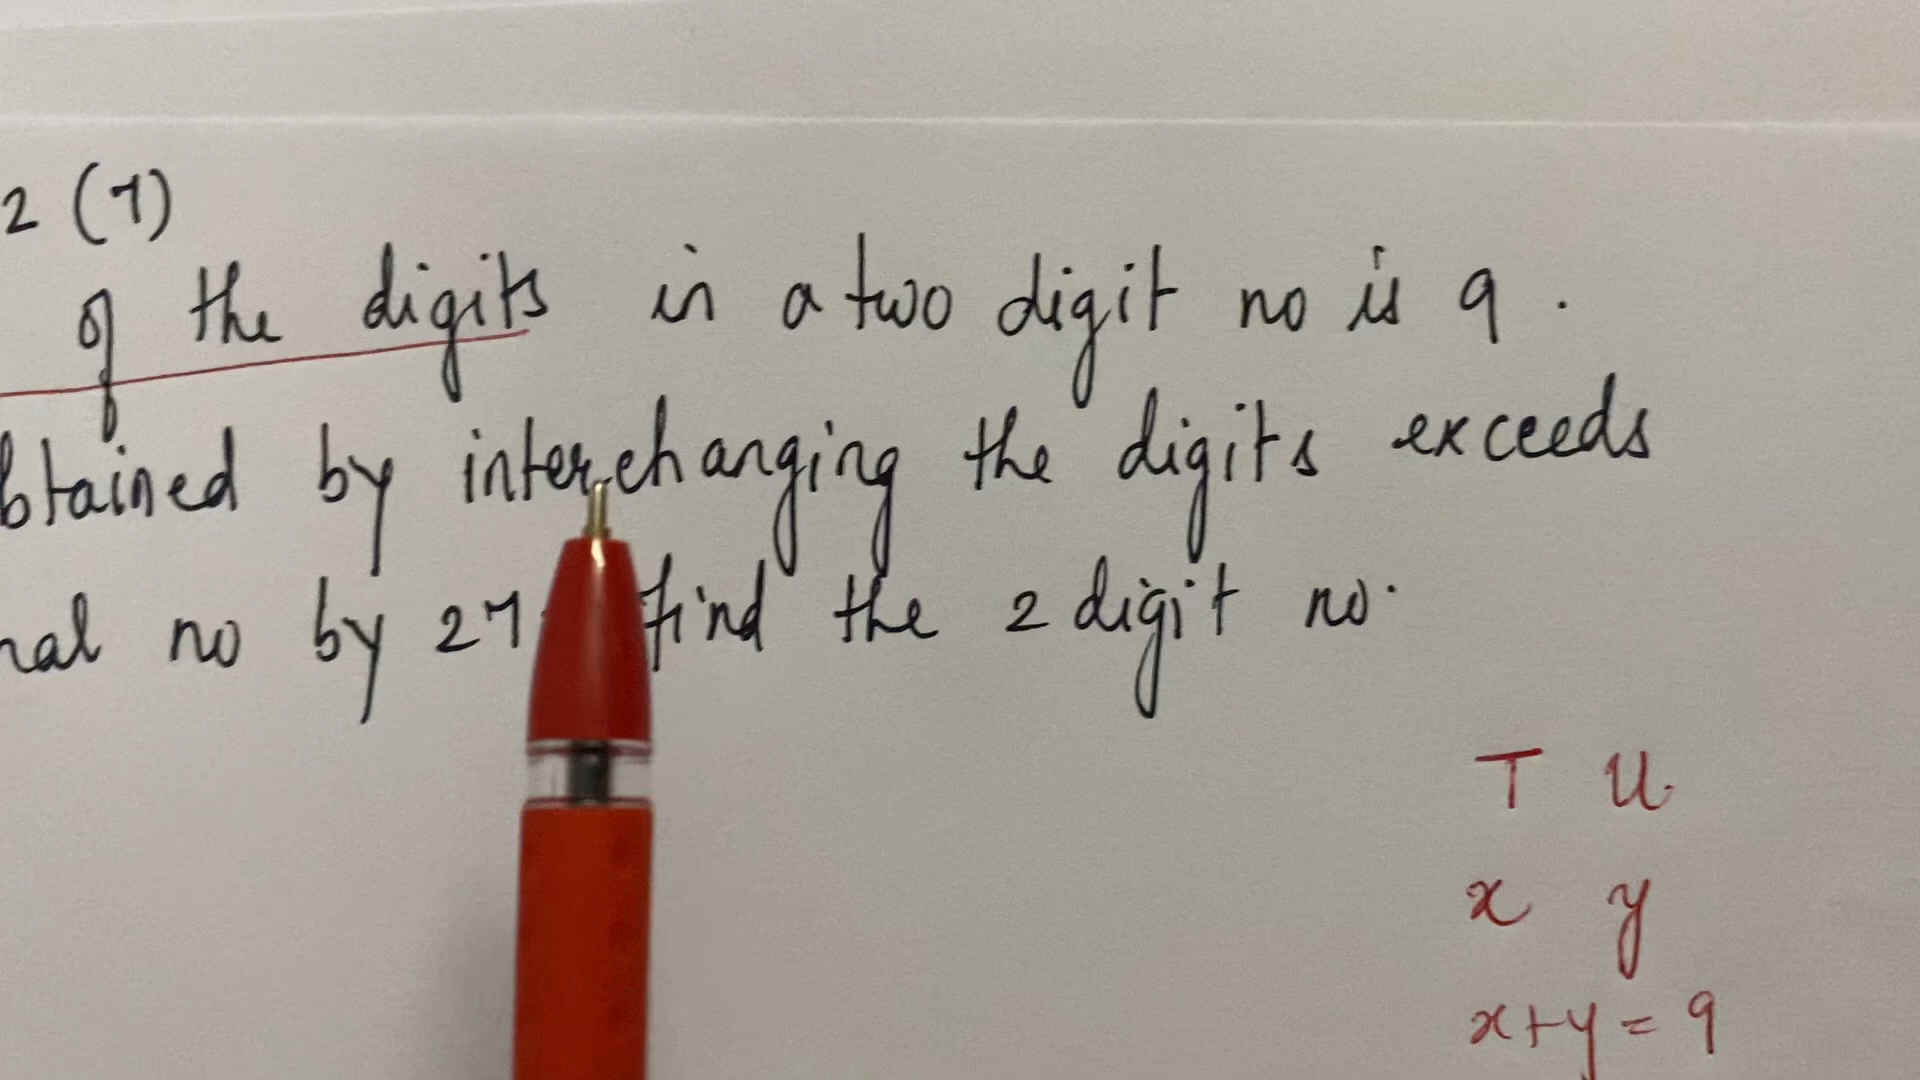 2 (7)
of the digits in a two digit no is 9.
btained by interchanging the digits exceeds
nal no by 27. find the 2 digit no.
T U
x y
x+y = 9